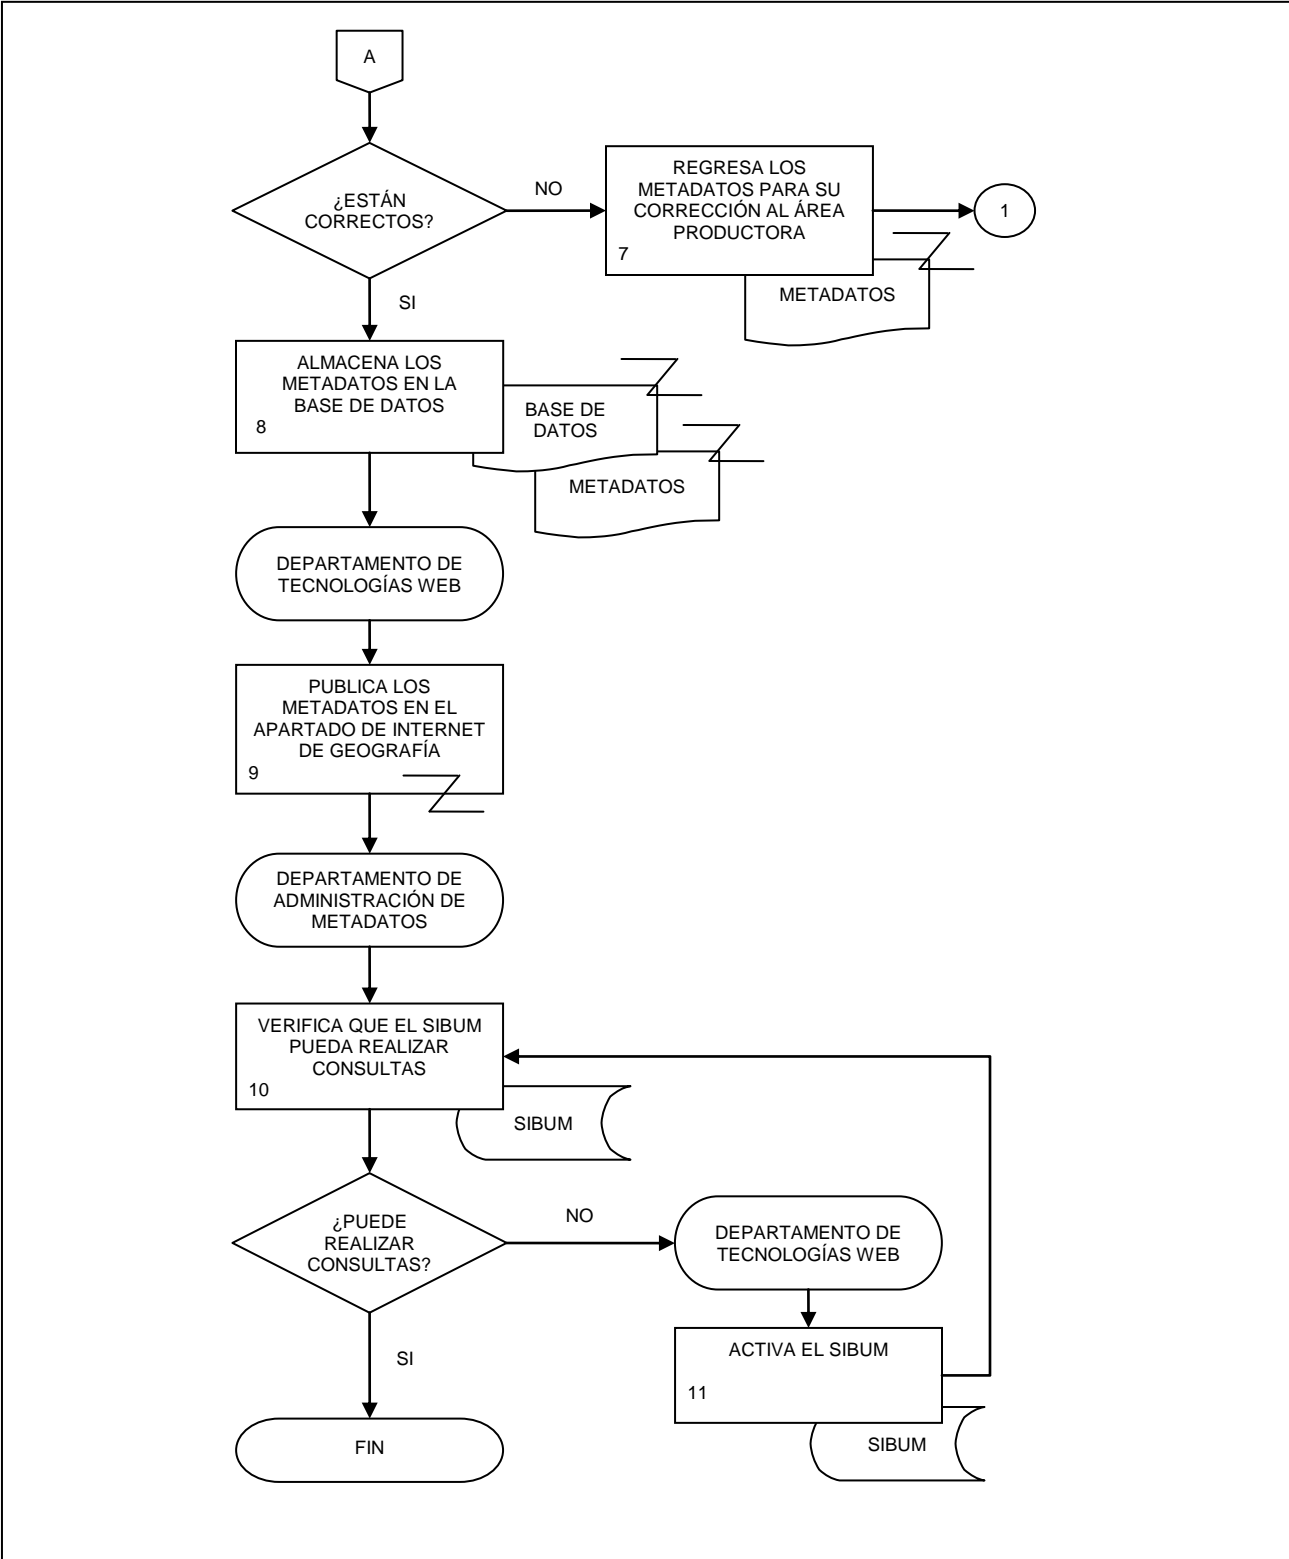 A
¿ESTÁN
CORRECTOS?
NO
REGRESA LOS
METADATOS PARA SU
CORRECCIÓN AL ÁREA
PRODUCTORA
7
1
METADATOS
SI
ALMACENA LOS
METADATOS EN LA
BASE DE DATOS
8
BASE DE
DATOS
METADATOS
DEPARTAMENTO DE
TECNOLOGÍAS WEB
PUBLICA LOS
METADATOS EN EL
APARTADO DE INTERNET
DE GEOGRAFÍA
9
DEPARTAMENTO DE
ADMINISTRACIÓN DE
METADATOS
VERIFICA QUE EL SIBUM
PUEDA REALIZAR
CONSULTAS
10
SIBUM
¿PUEDE
REALIZAR
CONSULTAS?
NO
DEPARTAMENTO DE
TECNOLOGÍAS WEB
ACTIVA EL SIBUM
11
SIBUM
SI
FIN